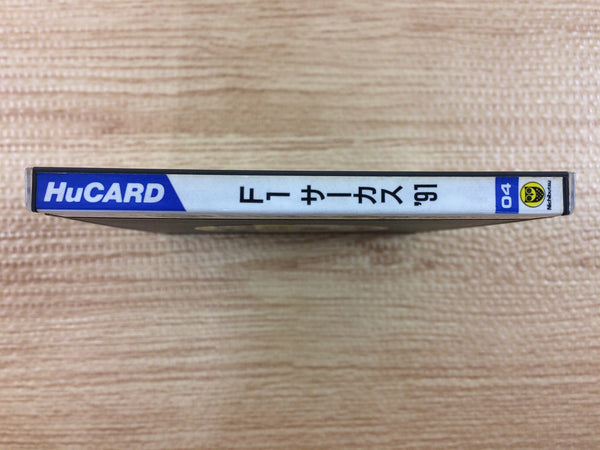 HuCARD
F1サーカス'91
04
Nichibutsu